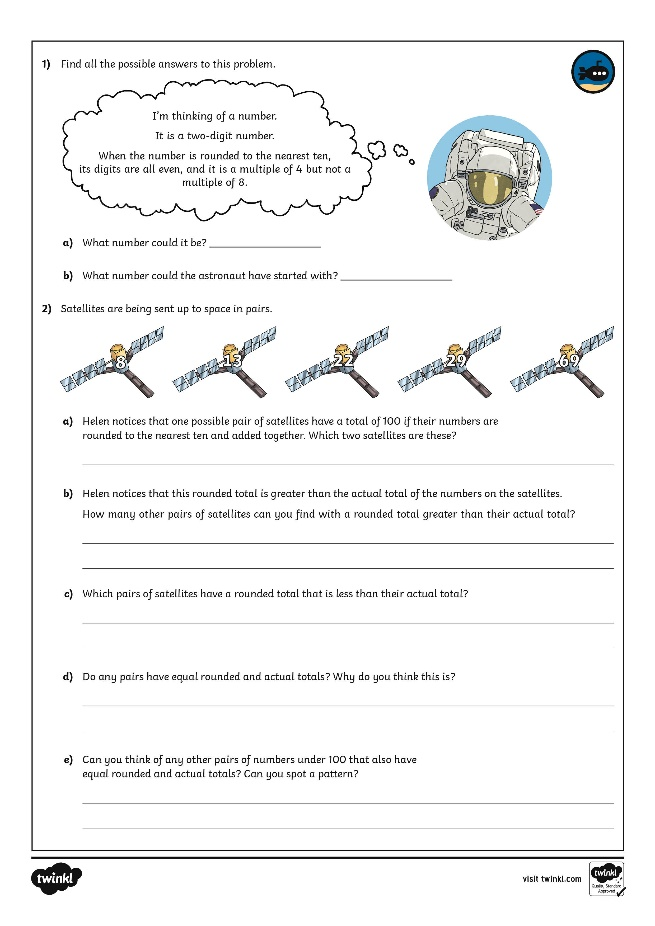 1) Find all the possible answers to this problem.
I'm thinking of a number.
It is a two-digit number.
When the number is rounded to the nearest ten,
its digits are all even, and it is a multiple of 4 but not a
multiple of 8.
a) What number could it be? ____________________
b) What number could the astronaut have started with? ____________________
2) Satellites are being sent up to space in pairs.
8 13 22 29 69
a) Helen notices that one possible pair of satellites have a total of 100 if their numbers are
rounded to the nearest ten and added together. Which two satellites are these?
b) Helen notices that this rounded total is greater than the actual total of the numbers on the satellites.
How many other pairs of satellites can you find with a rounded total greater than their actual total?
c) Which pairs of satellites have a rounded total that is less than their actual total?
d) Do any pairs have equal rounded and actual totals? Why do you think this is?
e) Can you think of any other pairs of numbers under 100 that also have
equal rounded and actual totals? Can you spot a pattern?
twinkl
visit twinkl.com
twinkl
Quality Standard
Approved